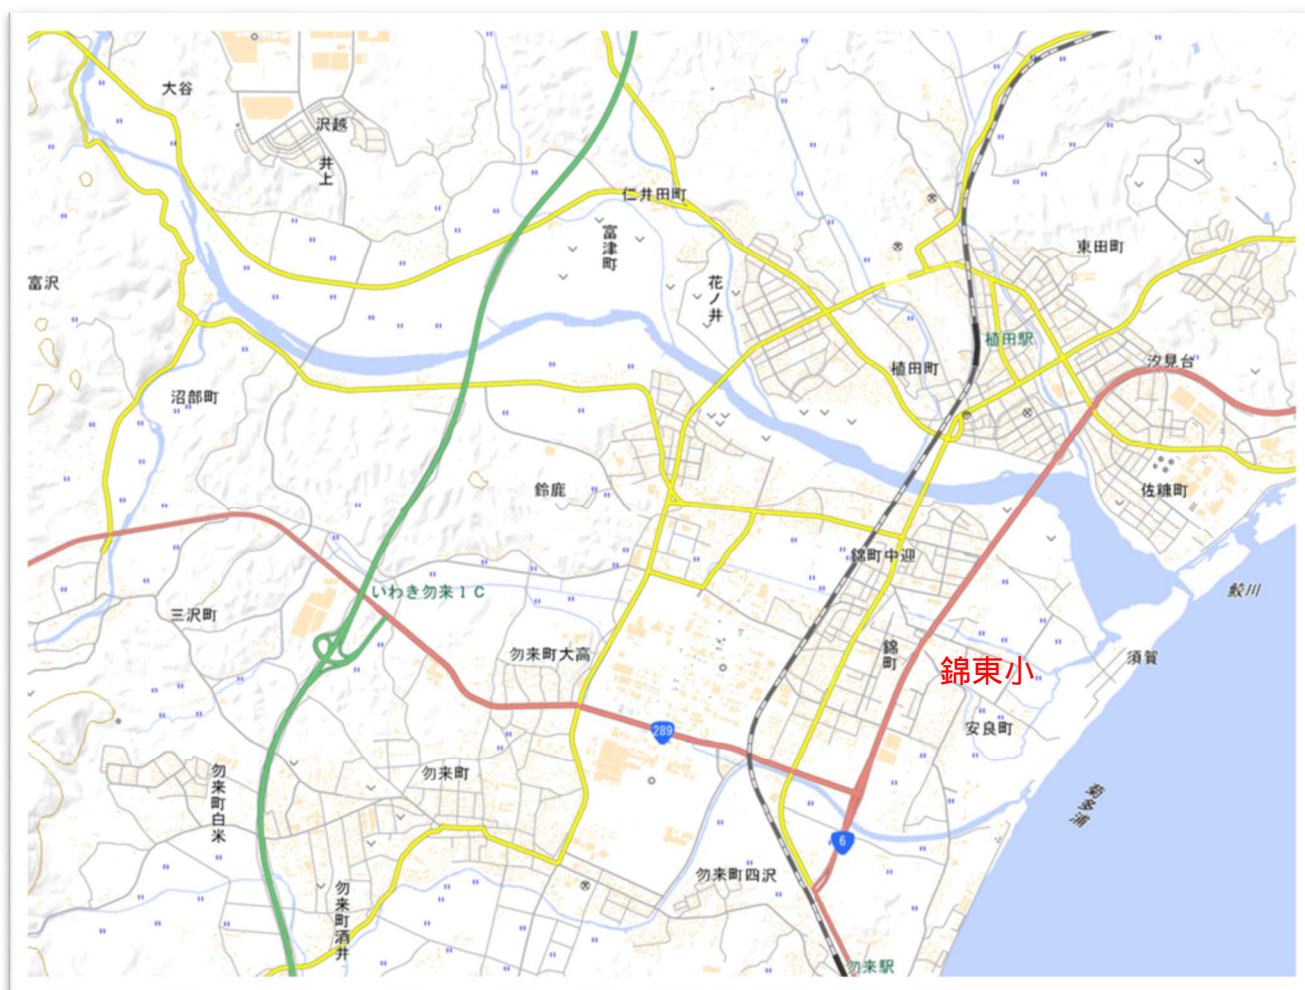 大谷
沢越
井上
仁井田町
富津町
東田町
富沢
花ノ井
植田駅
汐見台
植田町
沼部町
鈴鹿
佐糠町
錦町中迎
いわき勿来IC
鮫川
三沢町
勿来町大高
錦町
須賀
錦東小
安良町
289
勿来町
勿来町白米
菊多浦
6
勿来町四沢
勿来町酒井
勿来駅